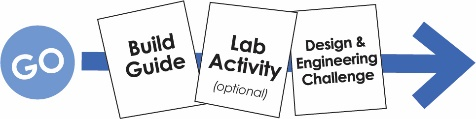 GO
Build
Guide
Lab
Activity
(optional)
Design &
Engineering
Challenge